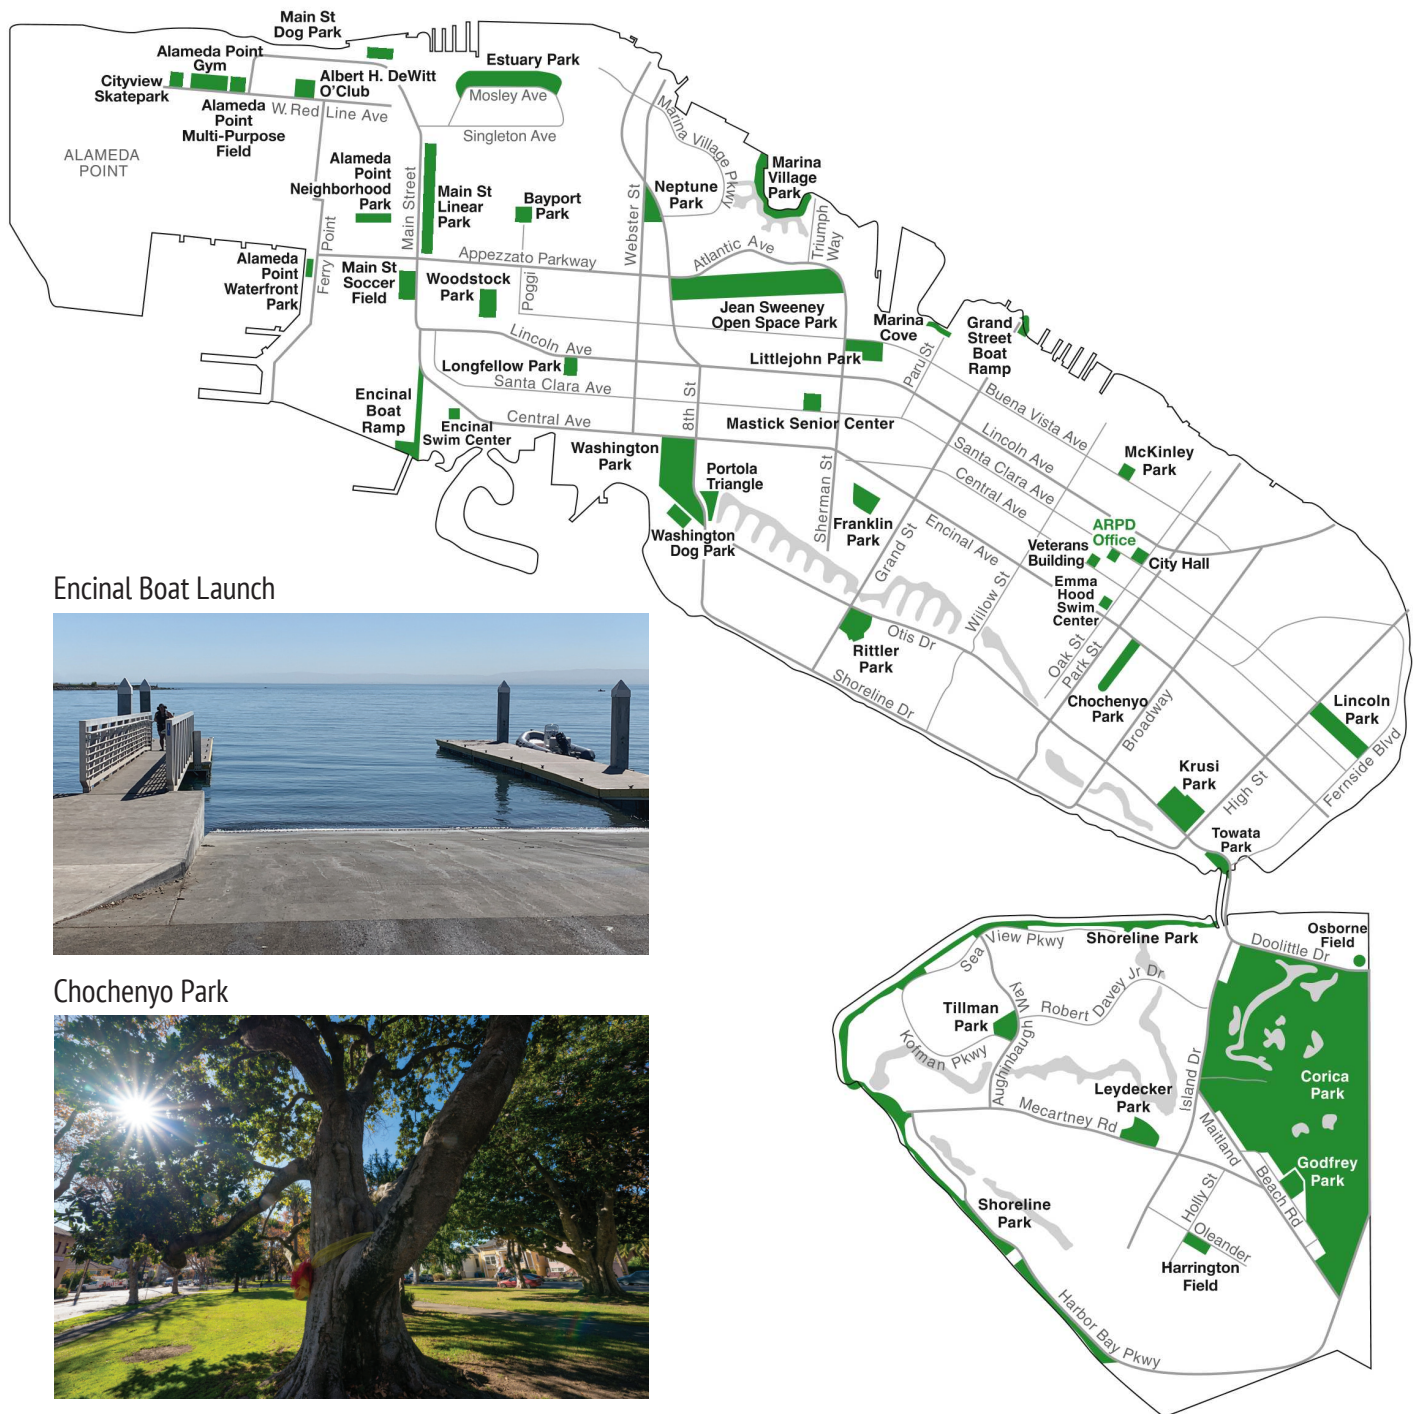 Main St
Dog Park
Alameda Point
Gym
Cityview
Skatepark
Albert H. DeWitt
O'Club
Alameda
Point
Multi-Purpose
Field
W. Red Line Ave
ALAMEDA
POINT
Estuary Park
Mosley Ave
Singleton Ave
Alameda
Point
Neighborhood
Park
Main Street
Main St
Linear
Park
Bayport
Park
Webster St
Neptune
Park
Marina Village Pkwy
Marina
Village
Park
Triumph
Way
Ferry Point
Alameda
Point
Waterfront
Park
Main St
Soccer
Field
Appezzato Parkway
Woodstock
Park
Poggi
Atlantic Ave
Jean Sweeney
Open Space Park
Marina
Cove
Grand
Street
Boat
Ramp
Littlejohn Park
Paru St
Lincoln Ave
Longfellow Park
Santa Clara Ave
Central Ave
8th St
Encinal
Boat
Ramp
Encinal
Swim Center
Mastick Senior Center
Washington
Park
Portola
Triangle
Washington
Dog Park
Sherman St
Franklin
Park
Grand St
Buena Vista Ave
Lincoln Ave
Santa Clara Ave
Central Ave
Encinal Ave
McKinley
Park
ARPD
Office
Veterans
Building
City Hall
Emma
Hood
Swim
Center
Willow St
Oak St
Park St
Otis Dr
Rittler
Park
Shoreline Dr
Chochenyo
Park
Broadway
Lincoln
Park
Krusi
Park
High St
Fernside Blvd
Towata
Park
Encinal Boat Launch
Chochenyo Park
Sea View Pkwy
Shoreline Park
Osborne
Field
Doolittle Dr
Tillman
Park
Aughinbaugh Way
Robert Davey Jr Dr
Kofman Pkwy
Island Dr
Corica
Park
Leydecker
Park
Mecartney Rd
Maitland
Beach Rd
Godfrey
Park
Holly St
Oleander
Harrington
Field
Shoreline
Park
Harbor Bay Pkwy